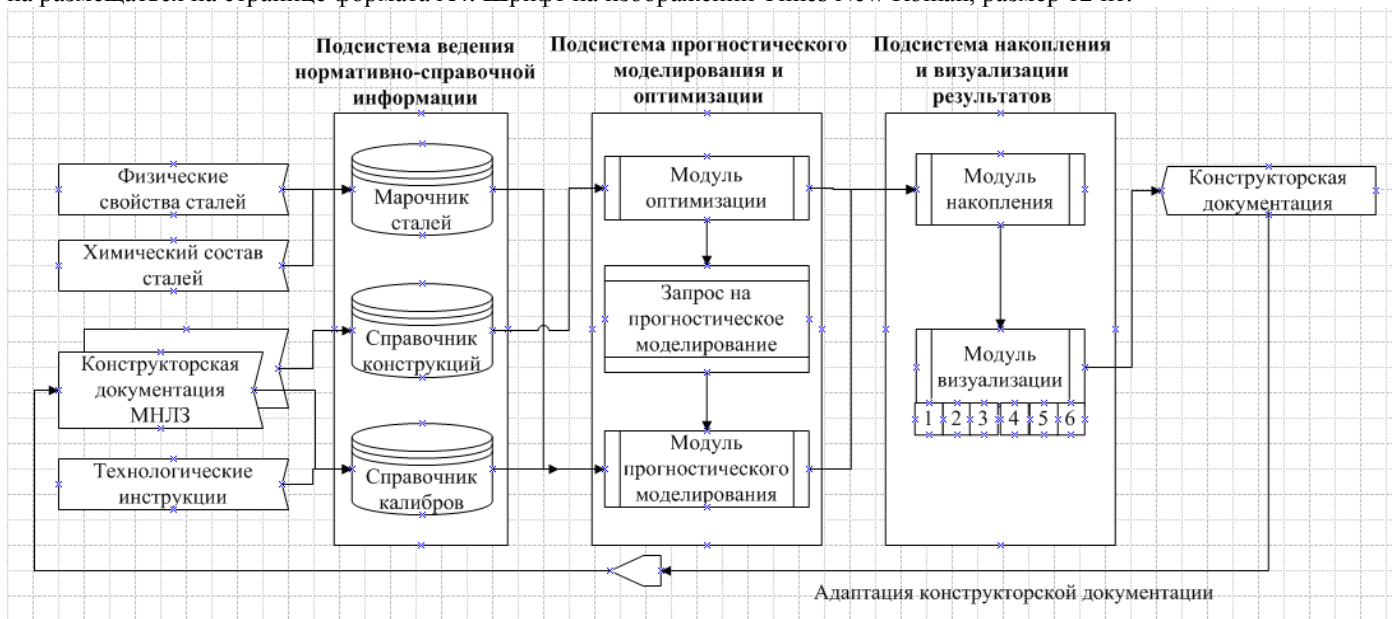 на размещаться на странице формата А4. Шрифт на изображении Times New Roman, размер 12 пт.
Подсистема ведения
нормативно-справочной
информации
Подсистема прогностического
моделирования и
оптимизации
Подсистема накопления
и визуализации
результатов
Физические
свойства сталей
Химический состав
сталей
Конструкторская
документация
МНЛЗ
Технологические
инструкции
Марочник
сталей
Справочник
конструкций
Справочник
калибров
Модуль
оптимизации
Запрос на
прогностическое
моделирование
Модуль
прогностического
моделирования
Модуль
накопления
Модуль
визуализации
1 2 3 4 5 6
Конструкторская
документация
Адаптация конструкторской документации